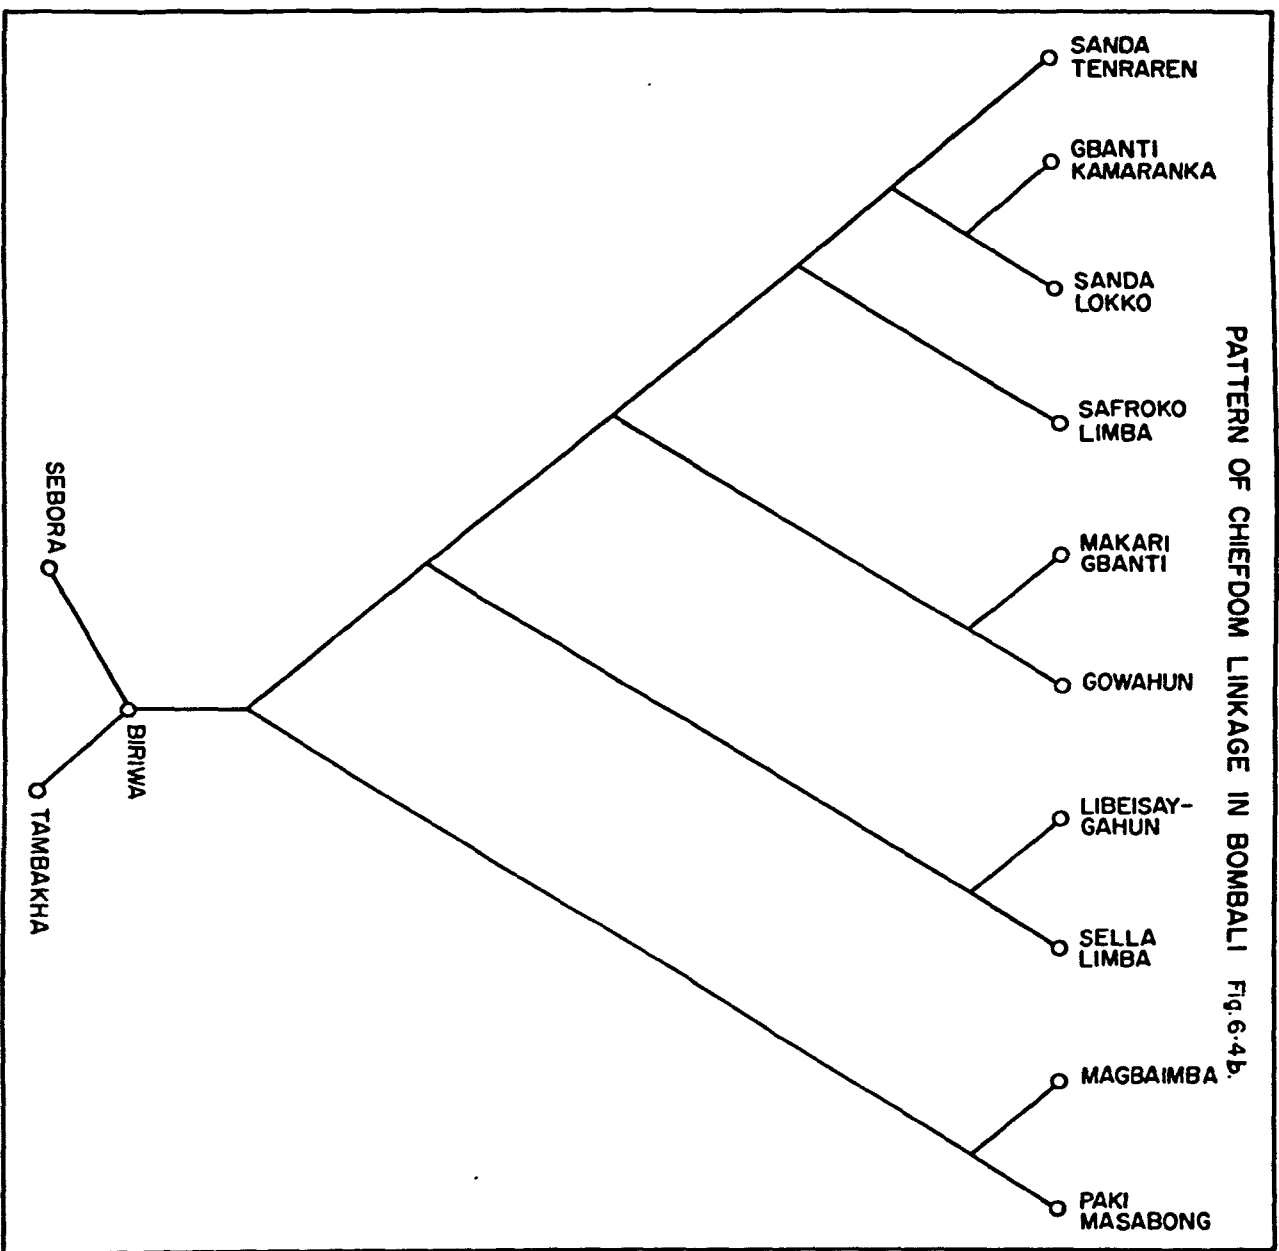 PATTERN OF CHIEFDOM LINKAGE IN BOMBALI Fig. 6·4b.
SANDA
TENRAREN
GBANTI
KAMARANKA
SANDA
LOKKO
SAFROKO
LIMBA
MAKARI
GBANTI
GOWAHUN
LIBEISAY-
GAHUN
SELLA
LIMBA
MAGBAIMBA
PAKI
MASABONG
SEBORA
BIRIWA
TAMBAKHA